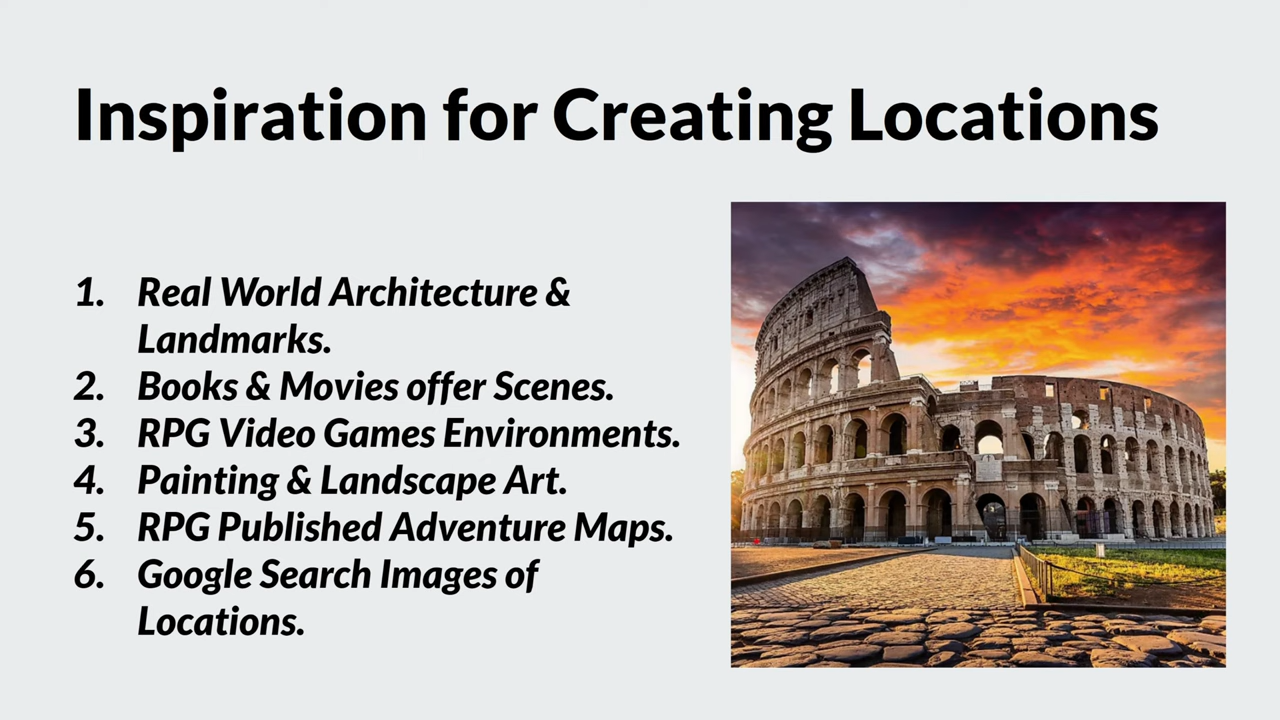 Inspiration for Creating Locations
1. Real World Architecture &
Landmarks.
2. Books & Movies offer Scenes.
3. RPG Video Games Environments.
4. Painting & Landscape Art.
5. RPG Published Adventure Maps.
6. Google Search Images of
Locations.